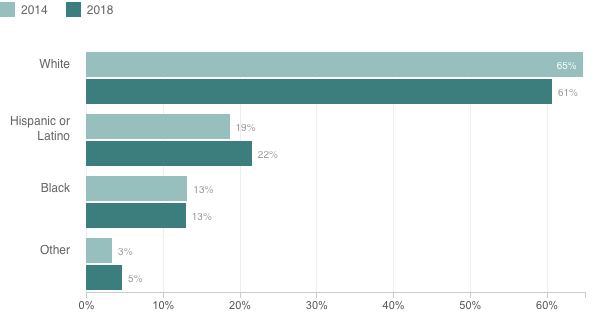 2014 2018
White
65%
61%
Hispanic or
Latino
19%
22%
Black
13%
13%
Other
3%
5%
0% 10% 20% 30% 40% 50% 60%